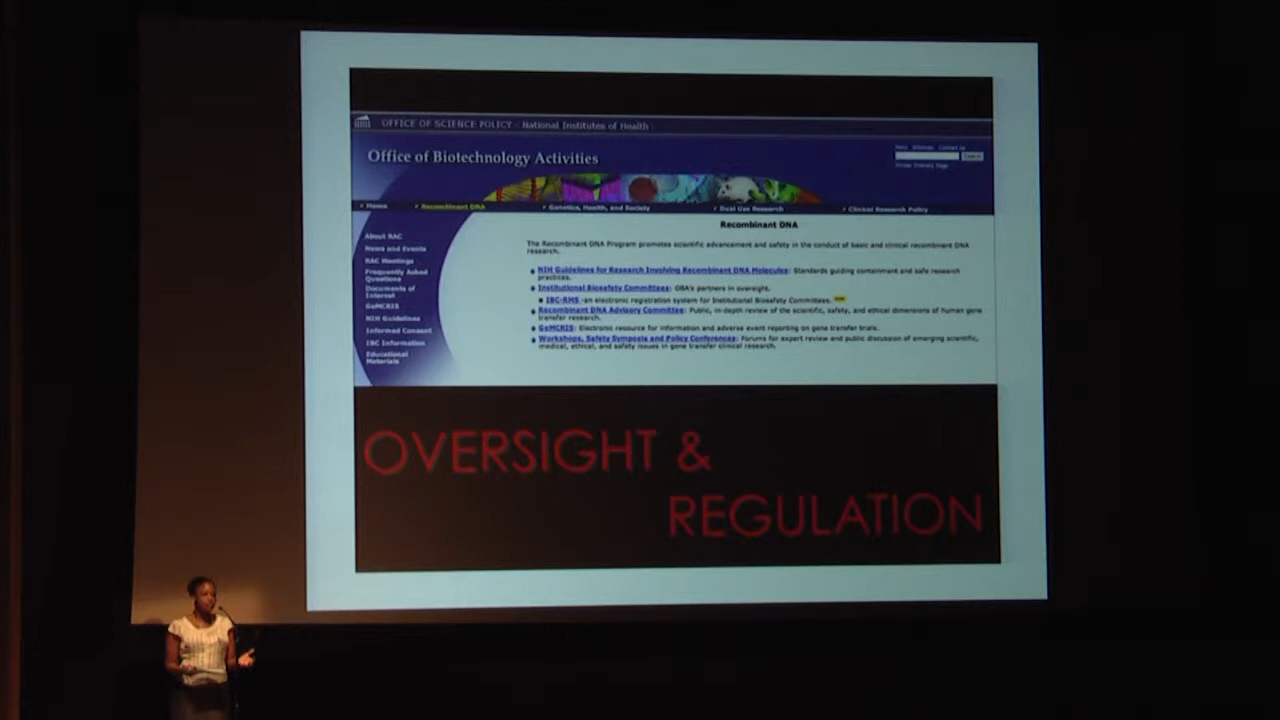 OFFICE OF SCIENCE POLICY - National Institutes of Health
Office of Biotechnology Activities
Help Sitemap Contact us
Search
Printer Friendly Page
Home Recombinant DNA Genetics, Health, and Society Dual Use Research Clinical Research Policy
About RAC
News and Events
RAC Meetings
Frequently Asked
Questions
Documents of
Interest
GeMCRIS
NIH Guidelines
Informed Consent
IBC Information
Educational
Materials
Recombinant DNA
The Recombinant DNA Program promotes scientific advancement and safety in the conduct of basic and clinical recombinant DNA
research.
NIH Guidelines for Research Involving Recombinant DNA Molecules: Standards guiding containment and safe research
practices.
Institutional Biosafety Committees: OBA's partners in oversight.
IBC-RMS -an electronic registration system for Institutional Biosafety Committees.
Recombinant DNA Advisory Committee: Public, in-depth review of the scientific, safety, and ethical dimensions of human gene
transfer research.
GeMCRIS: Electronic resource for information and adverse event reporting on gene transfer trials.
Workshops, Safety Symposia and Policy Conferences: Forums for expert review and public discussion of emerging scientific,
medical, ethical, and safety issues in gene transfer clinical research.
OVERSIGHT &
REGULATION